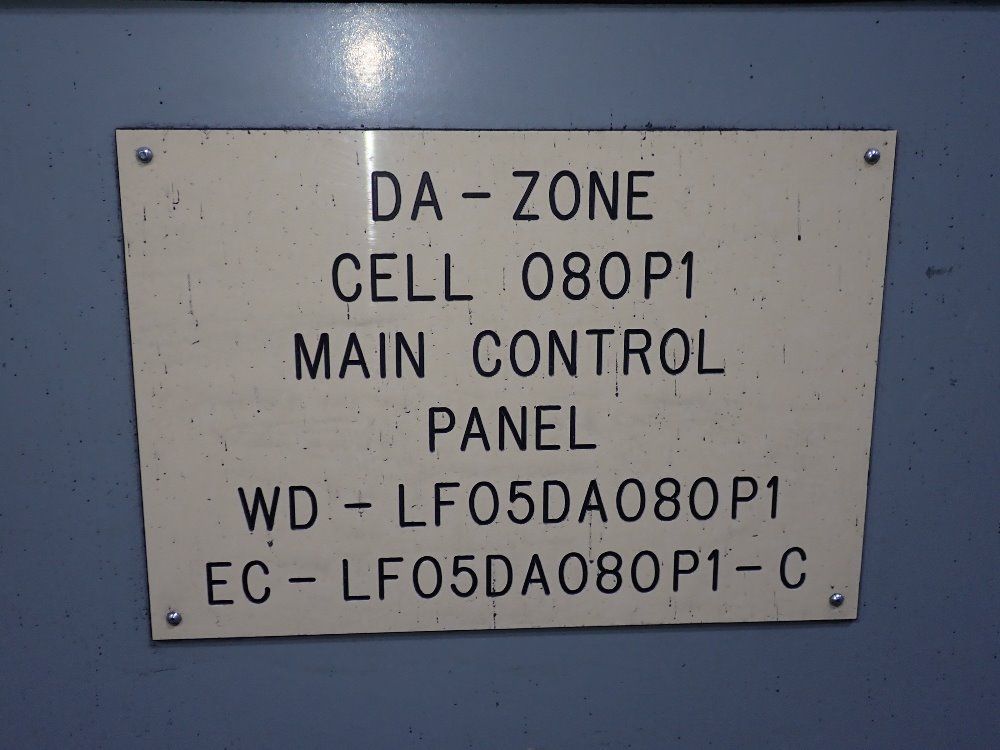 DA - ZONE
CELL 080P1
MAIN CONTROL
PANEL
WD - LF05DA080P1
EC - LF05DA080P1 - C